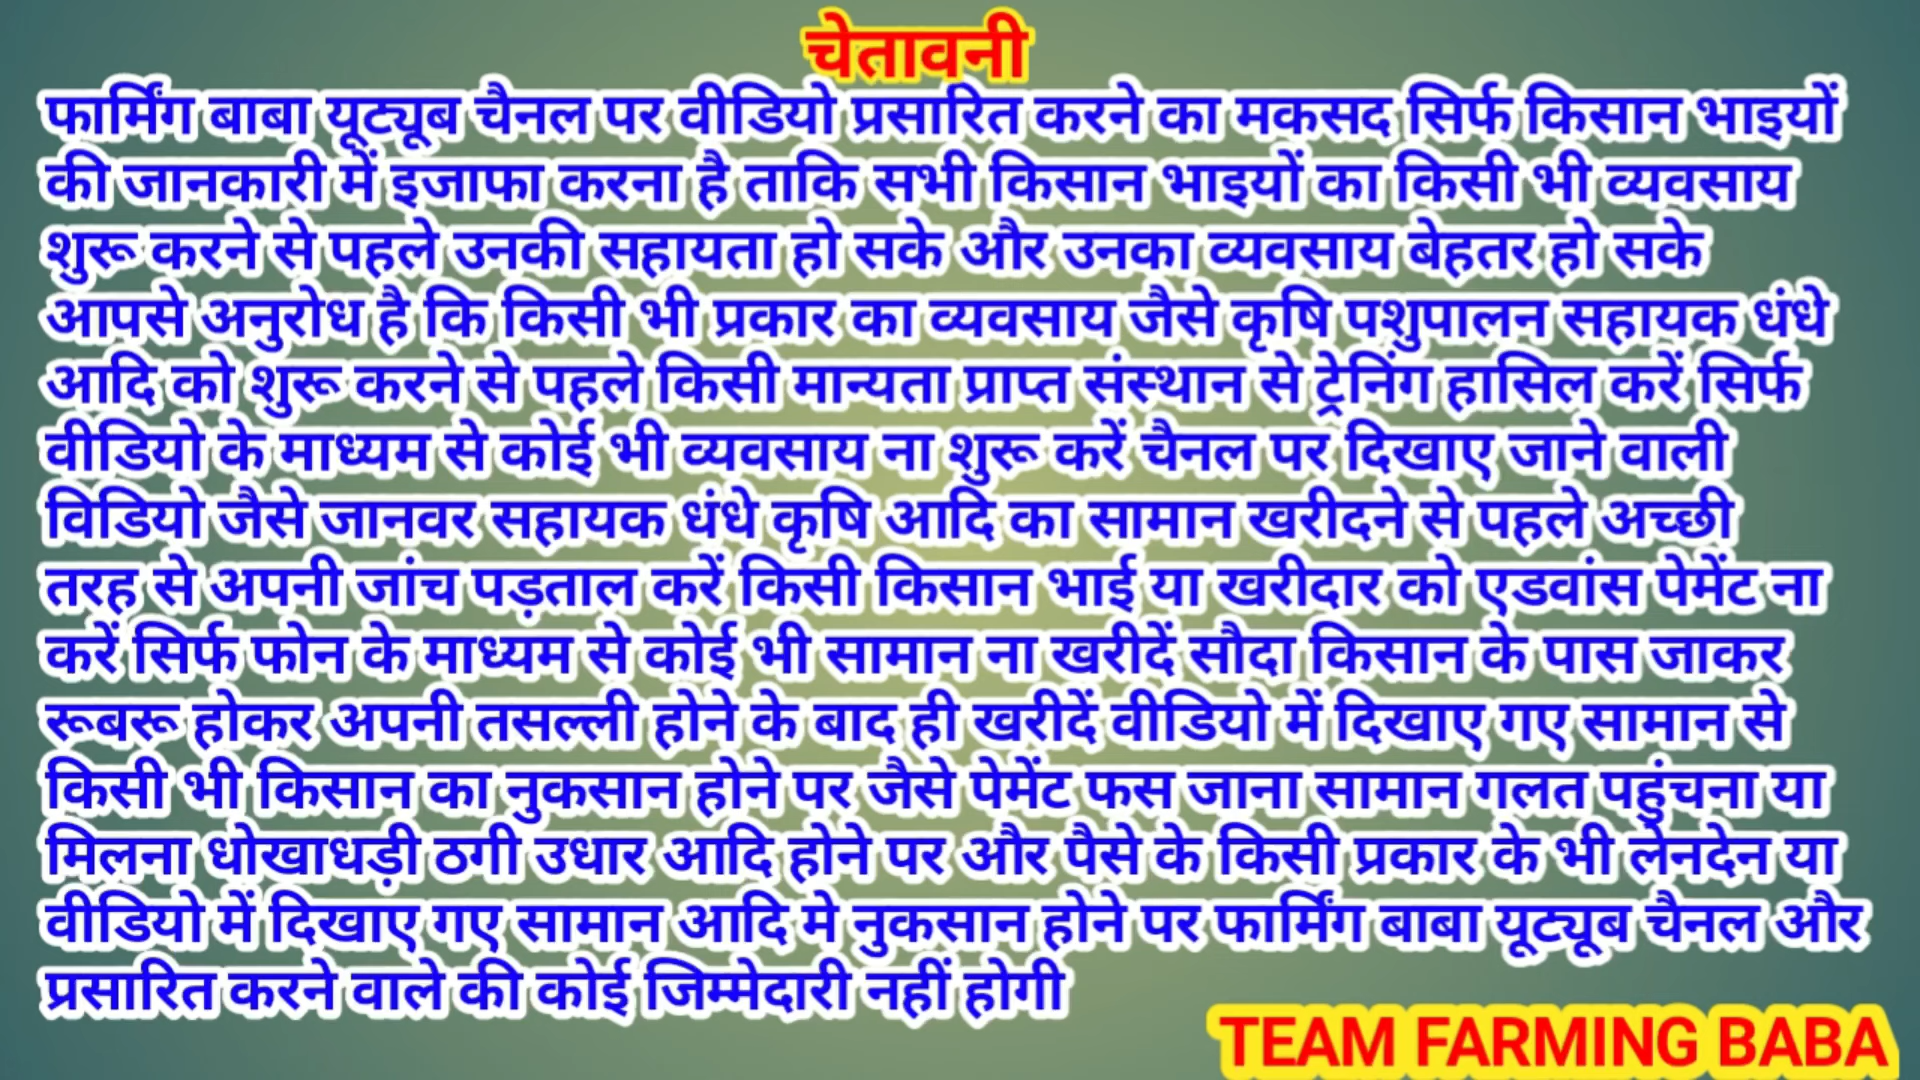 चेतावनी
फार्मिंग बाबा यूट्यूब चैनल पर वीडियो प्रसारित करने का मकसद सिर्फ किसान भाइयों
की जानकारी में इजाफा करना है ताकि सभी किसान भाइयों का किसी भी व्यवसाय
शुरू करने से पहले उनकी सहायता हो सके और उनका व्यवसाय बेहतर हो सके
आपसे अनुरोध है कि किसी भी प्रकार का व्यवसाय जैसे कृषि पशुपालन सहायक धंधे
आदि को शुरू करने से पहले किसी मान्यता प्राप्त संस्थान से ट्रेनिंग हासिल करें सिर्फ
वीडियो के माध्यम से कोई भी व्यवसाय ना शुरू करें चैनल पर दिखाए जाने वाली
विडियो जैसे जानवर सहायक धंधे कृषि आदि का सामान खरीदने से पहले अच्छी
तरह से अपनी जांच पड़ताल करें किसी किसान भाई या खरीदार को एडवांस पेमेंट ना
करें सिर्फ फोन के माध्यम से कोई भी सामान ना खरीदें सौदा किसान के पास जाकर
रूबरू होकर अपनी तसल्ली होने के बाद ही खरीदें वीडियो में दिखाए गए सामान से
किसी भी किसान का नुकसान होने पर जैसे पेमेंट फस जाना सामान गलत पहुंचना या
मिलना धोखाधड़ी ठगी उधार आदि होने पर और पैसे के किसी प्रकार के भी लेनदेन या
वीडियो में दिखाए गए सामान आदि मे नुकसान होने पर फार्मिंग बाबा यूट्यूब चैनल और
प्रसारित करने वाले की कोई जिम्मेदारी नहीं होगी
TEAM FARMING BABA